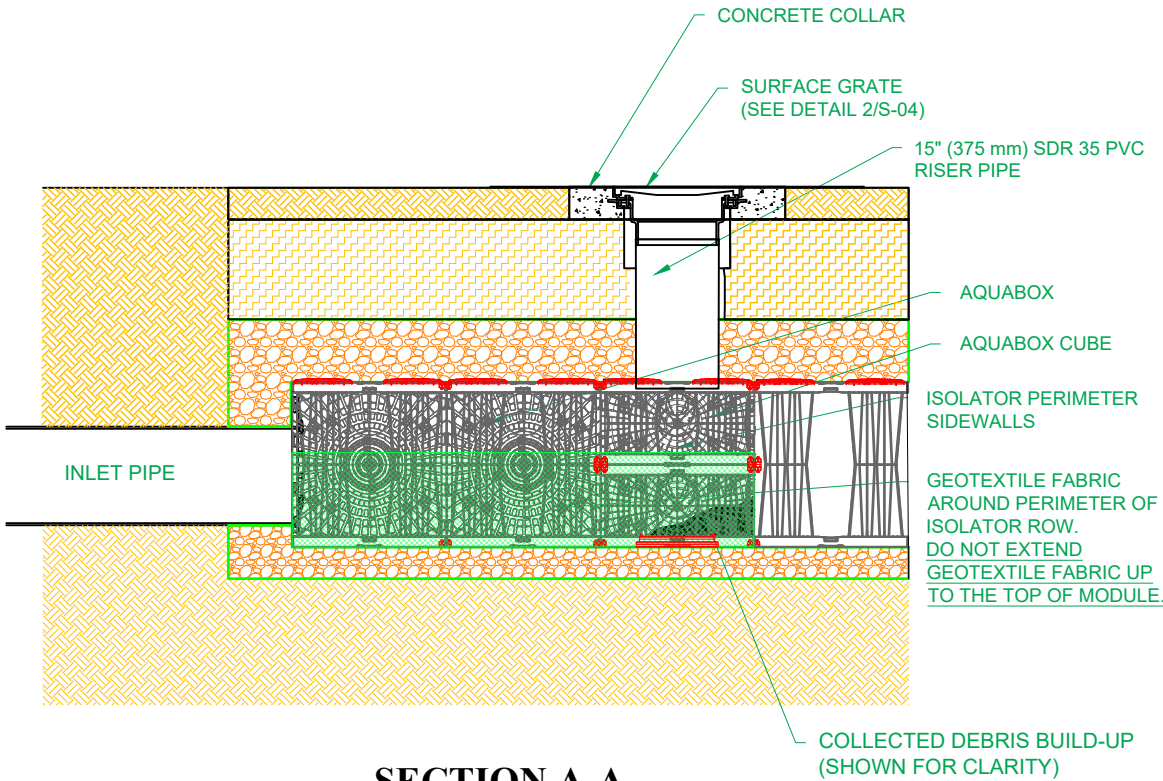 CONCRETE COLLAR
SURFACE GRATE
(SEE DETAIL 2/S-04)
15" (375 mm) SDR 35 PVC
RISER PIPE
AQUABOX
AQUABOX CUBE
ISOLATOR PERIMETER
SIDEWALLS
INLET PIPE
GEOTEXTILE FABRIC
AROUND PERIMETER OF
ISOLATOR ROW.
DO NOT EXTEND
GEOTEXTILE FABRIC UP
TO THE TOP OF MODULE.
COLLECTED DEBRIS BUILD-UP
(SHOWN FOR CLARITY)
SECTION A-A